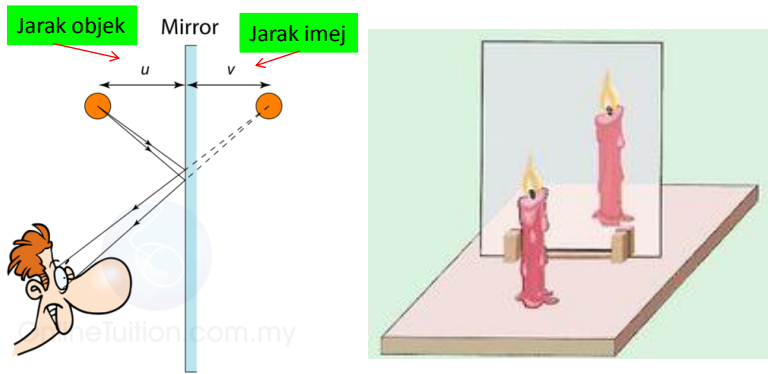 Jarak objek
Mirror
Jarak imej
u
v
OnlineTuition.com.my